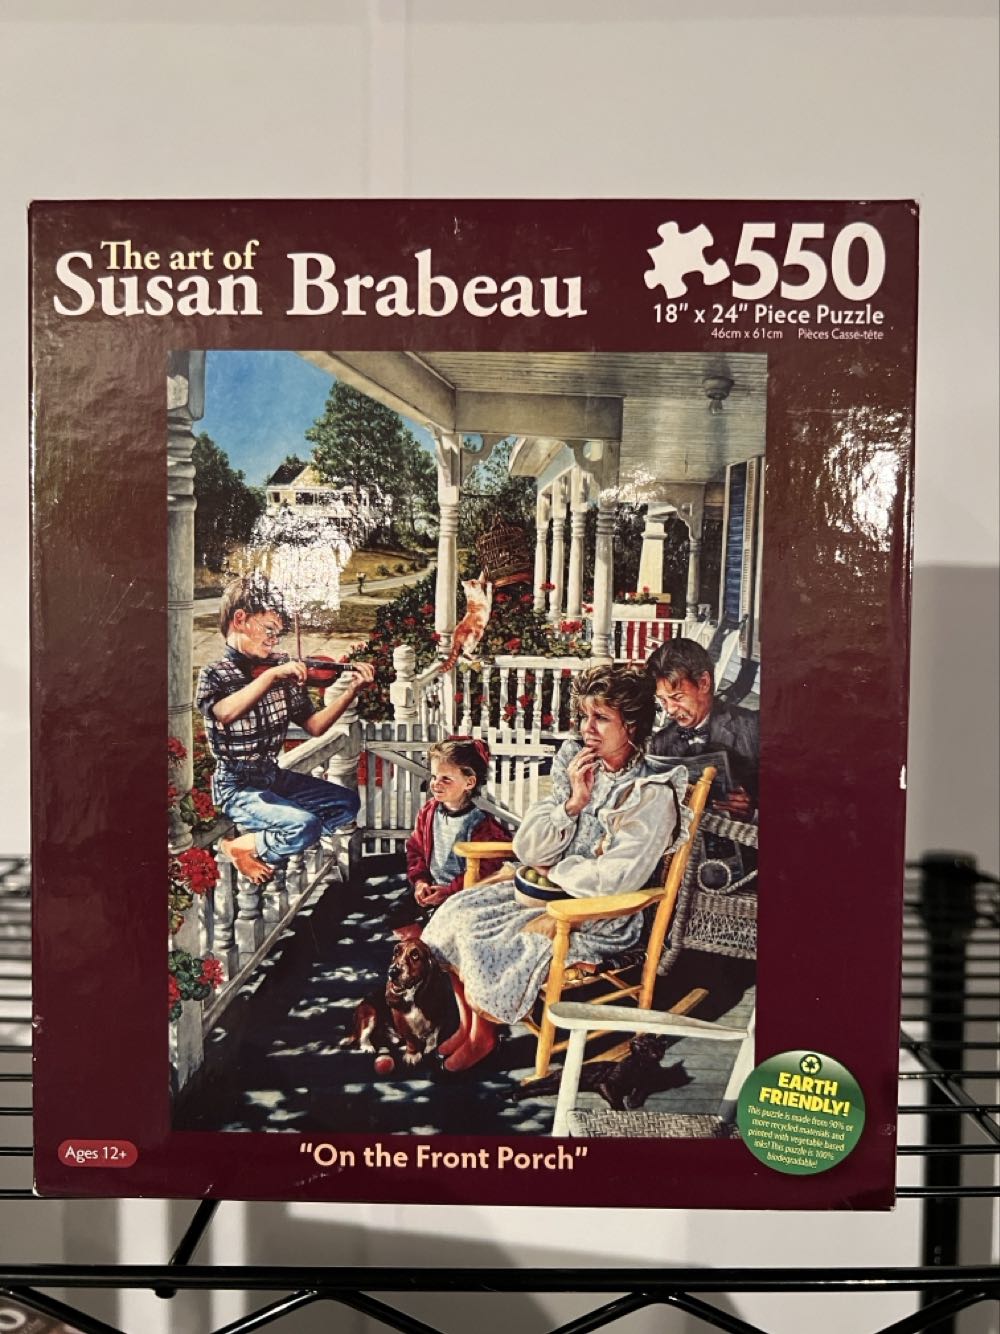 The art of
Susan Brabeau
550
18" x 24" Piece Puzzle
46cm x 61cm Pièces Casse-tête
EARTH
FRIENDLY!
This puzzle is made from 90% or
more recycled materials and
printed with vegetable based
inks! This puzzle is 100%
biodegradable!
Ages 12+
"On the Front Porch"